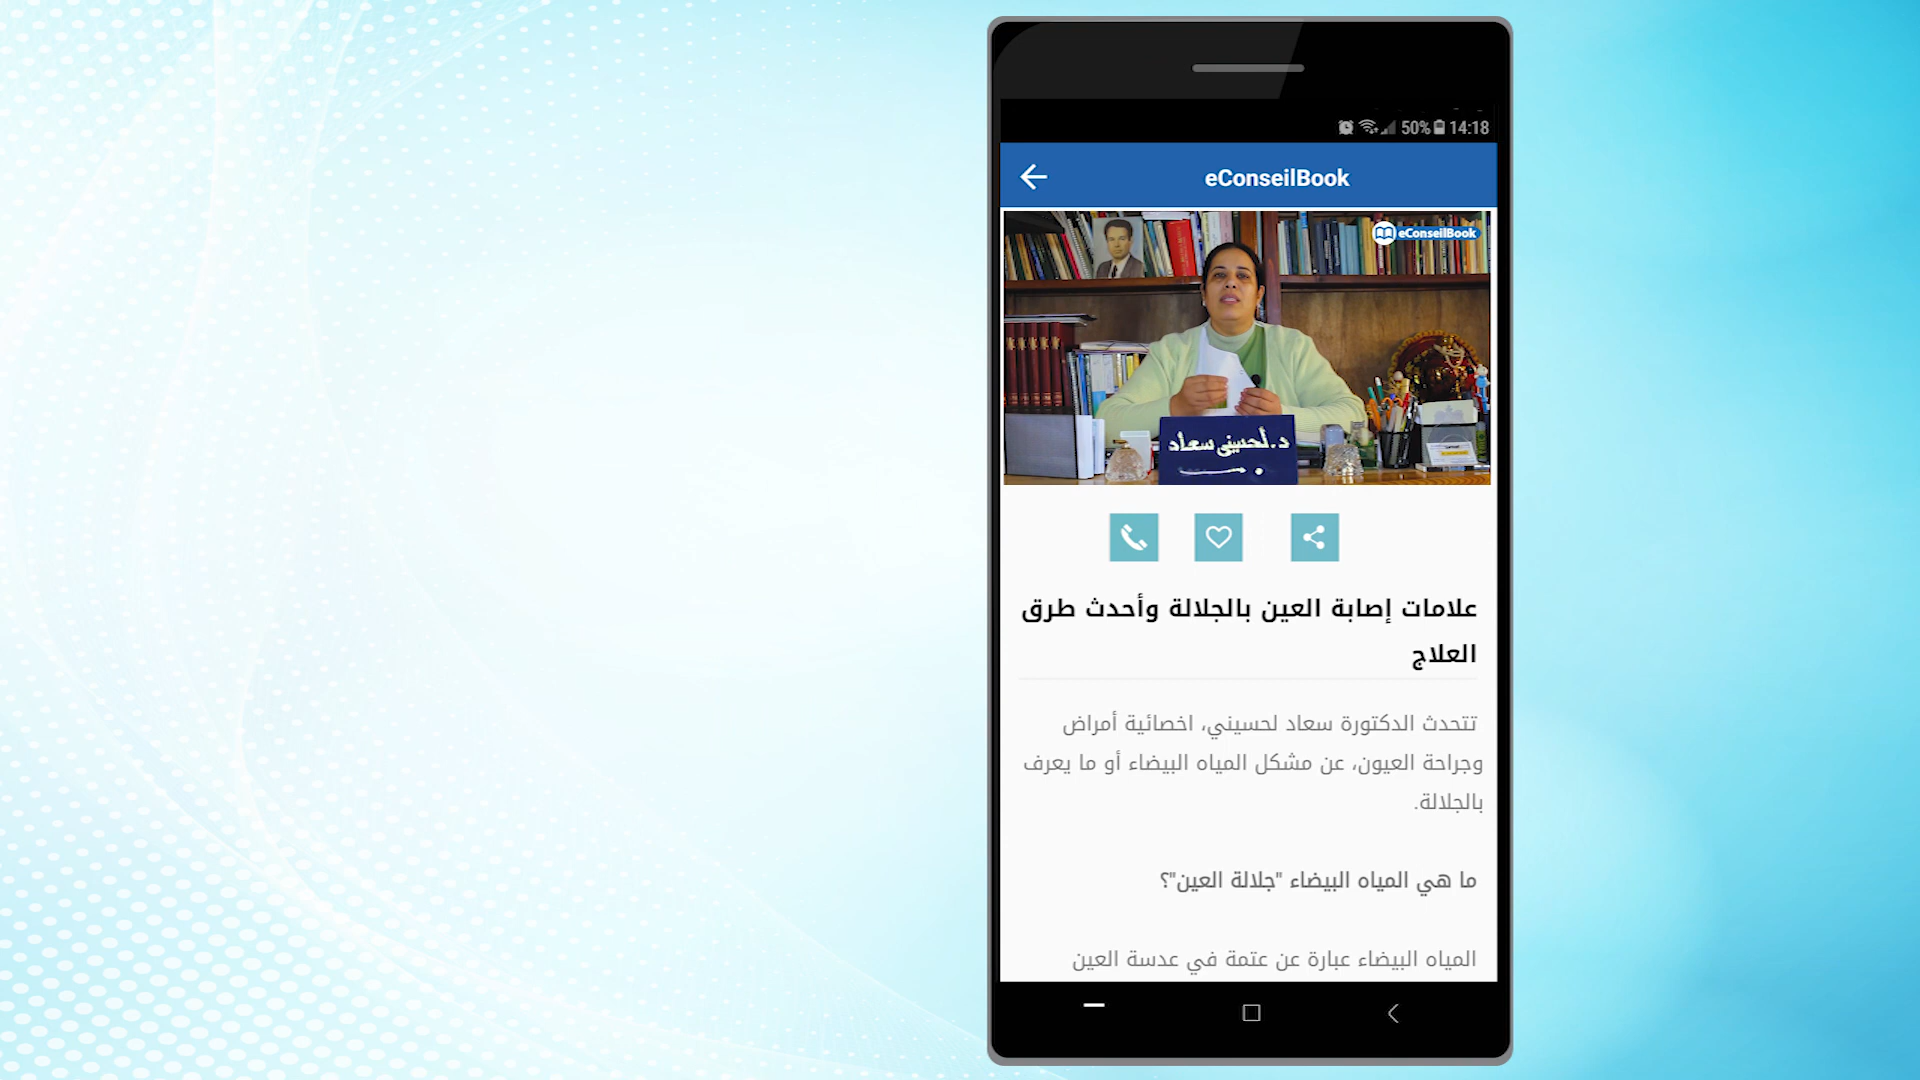 50% 14:18
eConseilBook
eConseilBook
د.لحسيني سعاد
علامات إصابة العين بالجلالة وأحدث طرق
العلاج
تتحدث الدكتورة سعاد لحسيني، اخصائية أمراض
وجراحة العيون، عن مشكل المياه البيضاء أو ما يعرف
بالجلالة.
ما هي المياه البيضاء "جلالة العين"؟
المياه البيضاء عبارة عن عتمة في عدسة العين